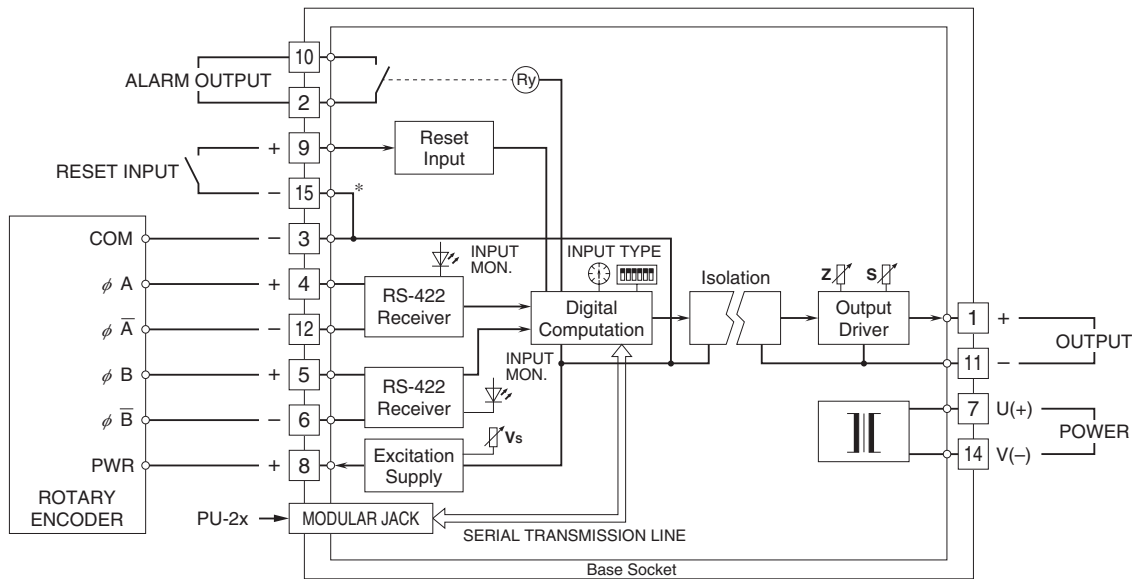 ALARM OUTPUT
10
2
Ry
RESET INPUT
+ 9
− 15
*
Reset
Input
COM − 3
φ A + 4
φ A̅ − 12
φ B + 5
φ B̅ − 6
PWR + 8
ROTARY
ENCODER
RS-422
Receiver
INPUT
MON.
RS-422
Receiver
INPUT
MON.
Excitation
Supply
Vs
INPUT TYPE
Digital
Computation
Isolation
Z
S
Output
Driver
1 +
11 −
OUTPUT
7 U(+)
14 V(−)
POWER
PU-2x
MODULAR JACK
SERIAL TRANSMISSION LINE
Base Socket